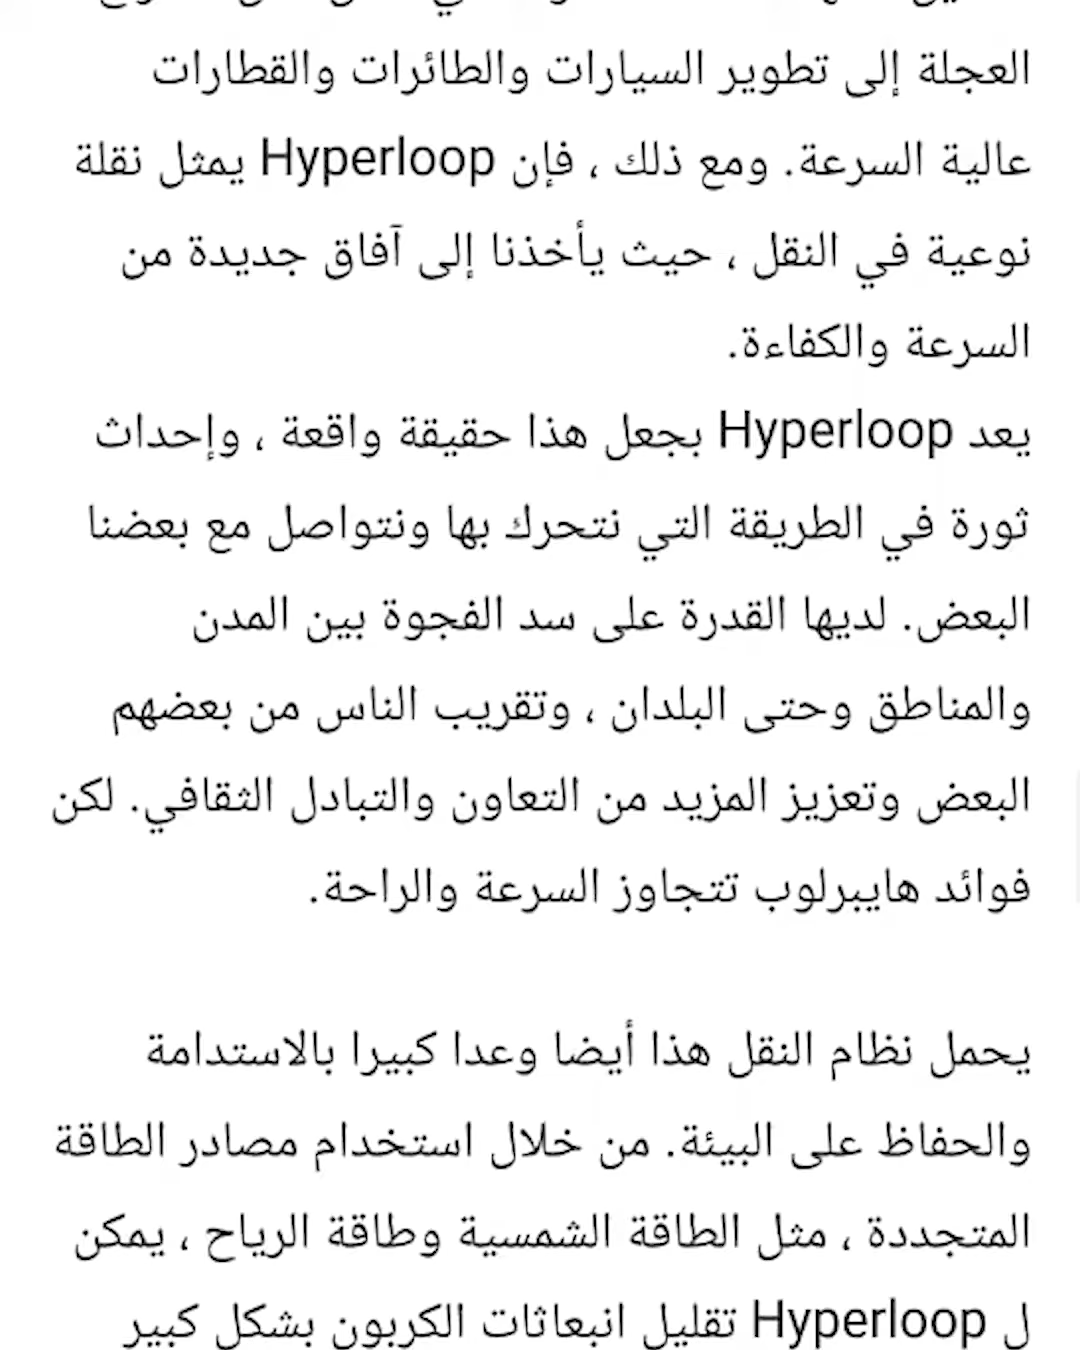 العجلة إلى تطوير السيارات والطائرات والقطارات
عالية السرعة. ومع ذلك ، فإن Hyperloop يمثل نقلة
نوعية في النقل ، حيث يأخذنا إلى آفاق جديدة من
السرعة والكفاءة.
يعد Hyperloop بجعل هذا حقيقة واقعة ، وإحداث
ثورة في الطريقة التي نتحرك بها ونتواصل مع بعضنا
البعض. لديها القدرة على سد الفجوة بين المدن
والمناطق وحتى البلدان ، وتقريب الناس من بعضهم
البعض وتعزيز المزيد من التعاون والتبادل الثقافي. لكن
فوائد هايبرلوب تتجاوز السرعة والراحة.
يحمل نظام النقل هذا أيضا وعدا كبيرا بالاستدامة
والحفاظ على البيئة. من خلال استخدام مصادر الطاقة
المتجددة ، مثل الطاقة الشمسية وطاقة الرياح ، يمكن
ل Hyperloop تقليل انبعاثات الكربون بشكل كبير